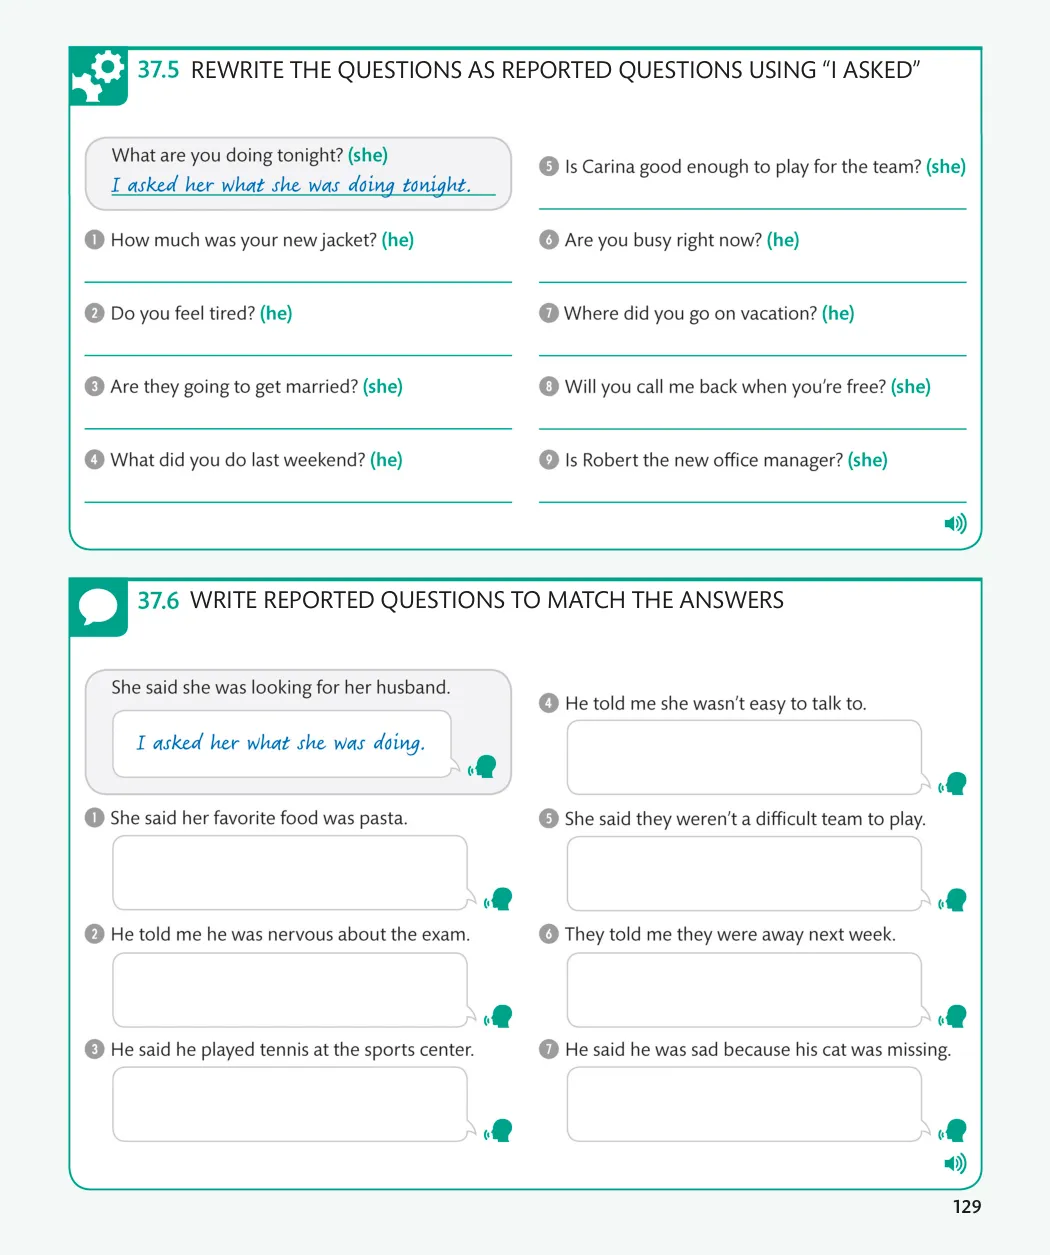 37.5 REWRITE THE QUESTIONS AS REPORTED QUESTIONS USING “I ASKED”
What are you doing tonight? (she)
I asked her what she was doing tonight.
1 How much was your new jacket? (he)
2 Do you feel tired? (he)
3 Are they going to get married? (she)
4 What did you do last weekend? (he)
5 Is Carina good enough to play for the team? (she)
6 Are you busy right now? (he)
7 Where did you go on vacation? (he)
8 Will you call me back when you’re free? (she)
9 Is Robert the new office manager? (she)
37.6 WRITE REPORTED QUESTIONS TO MATCH THE ANSWERS
She said she was looking for her husband.
I asked her what she was doing.
1 She said her favorite food was pasta.
2 He told me he was nervous about the exam.
3 He said he played tennis at the sports center.
4 He told me she wasn’t easy to talk to.
5 She said they weren’t a difficult team to play.
6 They told me they were away next week.
7 He said he was sad because his cat was missing.
129